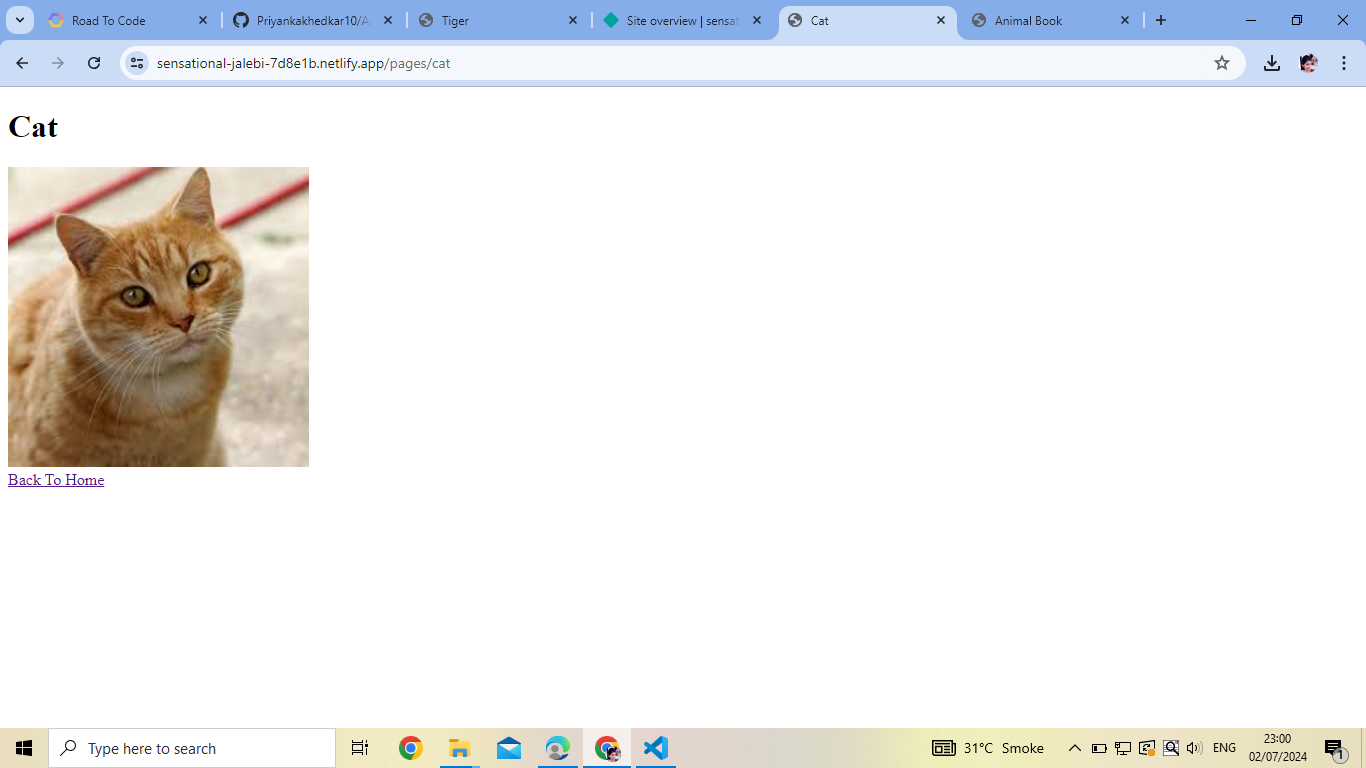 Road To Code
Priyankakhedkar10/A
Tiger
Site overview | sensat
Cat
Animal Book
sensational-jalebi-7d8e1b.netlify.app/pages/cat
Cat
Back To Home
Type here to search
31°C Smoke
ENG
23:00
02/07/2024
1